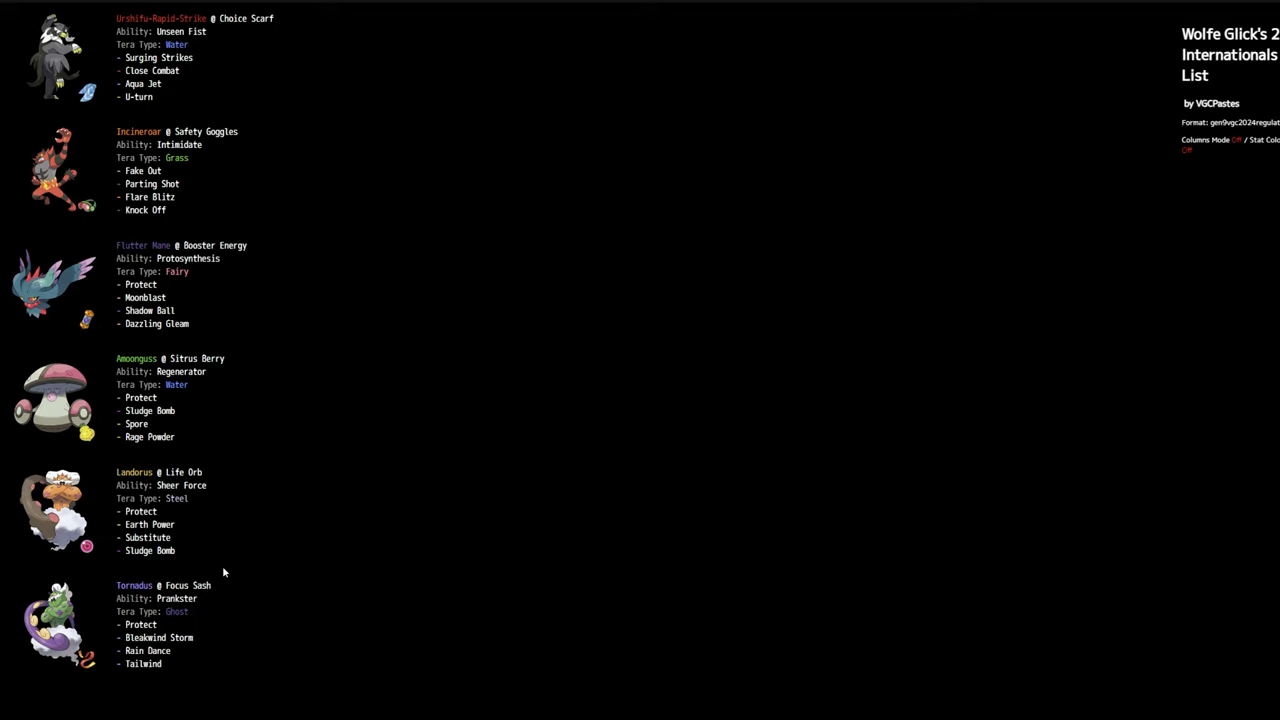 Urshifu-Rapid-Strike @ Choice Scarf
Ability: Unseen Fist
Tera Type: Water
- Surging Strikes
- Close Combat
- Aqua Jet
- U-turn
Incineroar @ Safety Goggles
Ability: Intimidate
Tera Type: Grass
- Fake Out
- Parting Shot
- Flare Blitz
- Knock Off
Flutter Mane @ Booster Energy
Ability: Protosynthesis
Tera Type: Fairy
- Protect
- Moonblast
- Shadow Ball
- Dazzling Gleam
Amoonguss @ Sitrus Berry
Ability: Regenerator
Tera Type: Water
- Protect
- Sludge Bomb
- Spore
- Rage Powder
Landorus @ Life Orb
Ability: Sheer Force
Tera Type: Steel
- Protect
- Earth Power
- Substitute
- Sludge Bomb
Tornadus @ Focus Sash
Ability: Prankster
Tera Type: Ghost
- Protect
- Bleakwind Storm
- Rain Dance
- Tailwind
Wolfe Glick's 2
Internationals
List
by VGCPastes
Format: gen9vgc2024regulat
Columns Mode Off / Stat Colo
Off